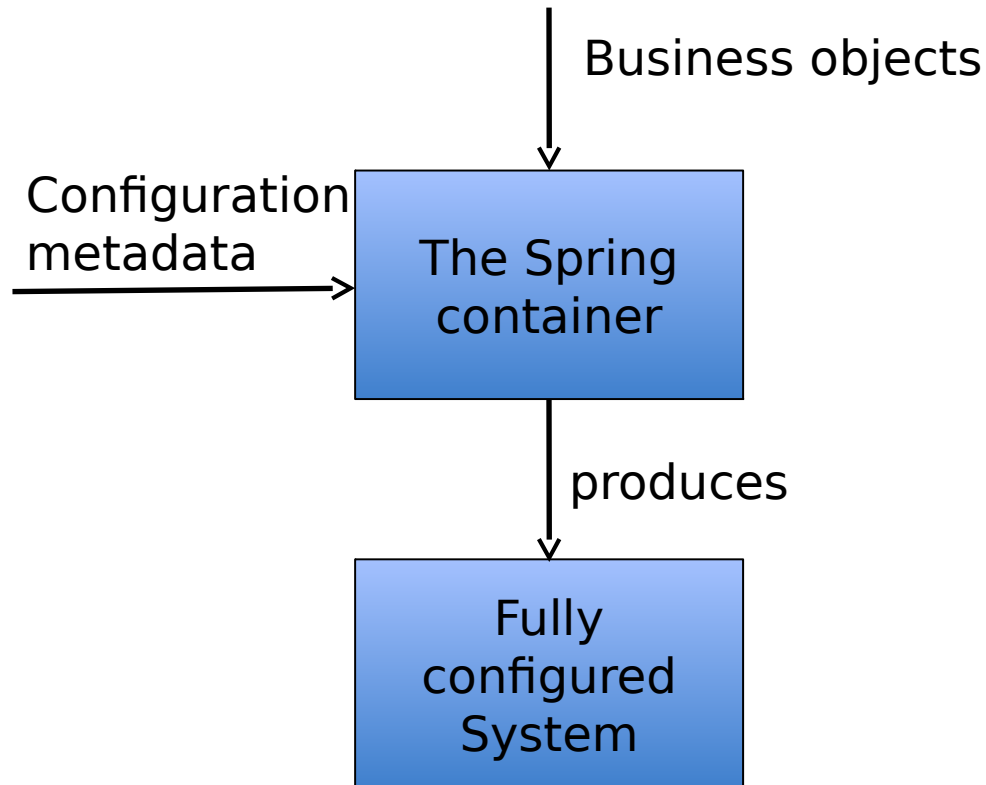 Business objects
Configuration
metadata
The Spring
container
produces
Fully
configured
System